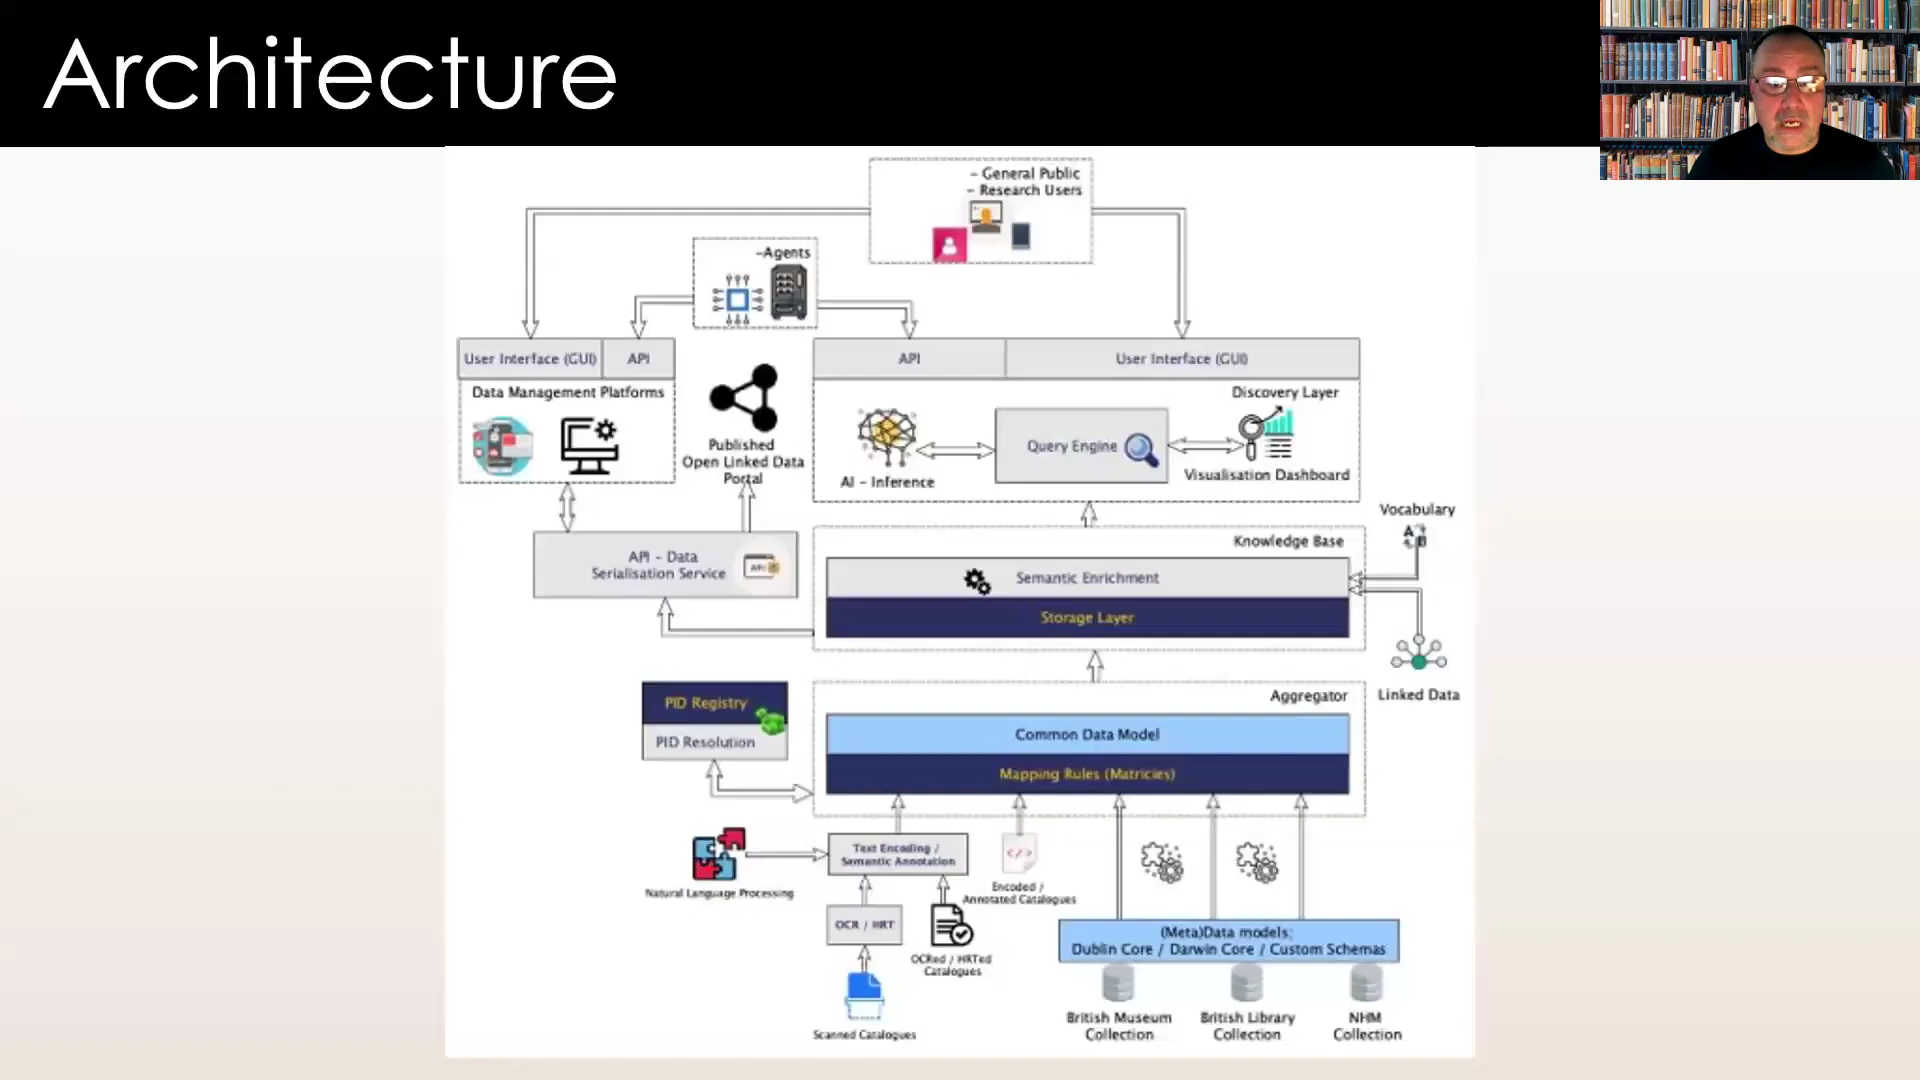 Architecture
- General Public
- Research Users
-Agents
User Interface (GUI)
API
API
User Interface (GUI)
Data Management Platforms
Published
Open Linked Data
Portal
Discovery Layer
Query Engine
AI - Inference
Visualisation Dashboard
Vocabulary
A
B
API - Data
Serialisation Service
API
Knowledge Base
Semantic Enrichment
Storage Layer
Linked Data
PID Registry
PID Resolution
Aggregator
Common Data Model
Mapping Rules (Matricies)
Natural Language Processing
Text Encoding /
Semantic Annotation
</>
Encoded /
Annotated Catalogues
OCR / HRT
OCRed / HRTed
Catalogues
Scanned Catalogues
(Meta)Data models;
Dublin Core / Darwin Core / Custom Schemas
British Museum
Collection
British Library
Collection
NHM
Collection